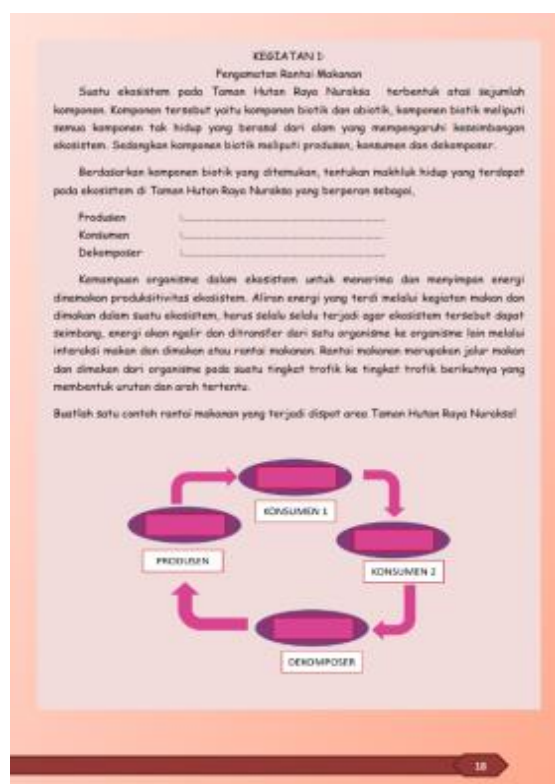 KEGIATAN 1:
Pengamatan Rantai Makanan
Suatu ekosistem pada Taman Hutan Raya Nuraksa terbentuk atas sejumlah
komponen. Komponen tersebut yaitu komponen biotik dan abiotik, komponen biotik meliputi
semua komponen tak hidup yang berasal dari alam yang mempengaruhi keseimbangan
ekosistem. Sedangkan komponen biotik meliputi produsen, konsumen dan dekomposer.
Berdasarkan komponen biotik yang ditemukan, tentukan makhluk hidup yang terdapat
pada ekosistem di Taman Hutan Raya Nuraksa yang berperan sebagai,
Produsen :..........................................................
Konsumen :..........................................................
Dekomposer :..........................................................
Kemampuan organisme dalam ekosistem untuk menerima dan menyimpan energi
dinamakan produksitivitas ekosistem. Aliran energi yang terdi melalui kegiatan makan dan
dimakan dalam suatu ekosistem, harus selalu selalu terjadi agar ekosistem tersebut dapat
seimbang, energi akan ngalir dan ditransfer dari satu organisme ke organisme lain melalui
interaksi makan dan dimakan atau rantai makanan. Rantai makanan merupakan jalur makan
dan dimakan dari organisme pada suatu tingkat trofik ke tingkat trofik berikutnya yang
membentuk urutan dan arah tertentu.
Buatlah satu contoh rantai makanan yang terjadi dispot area Taman Hutan Raya Nuraksa!
KONSUMEN 1
PRODUSEN
KONSUMEN 2
DEKOMPOSER
18